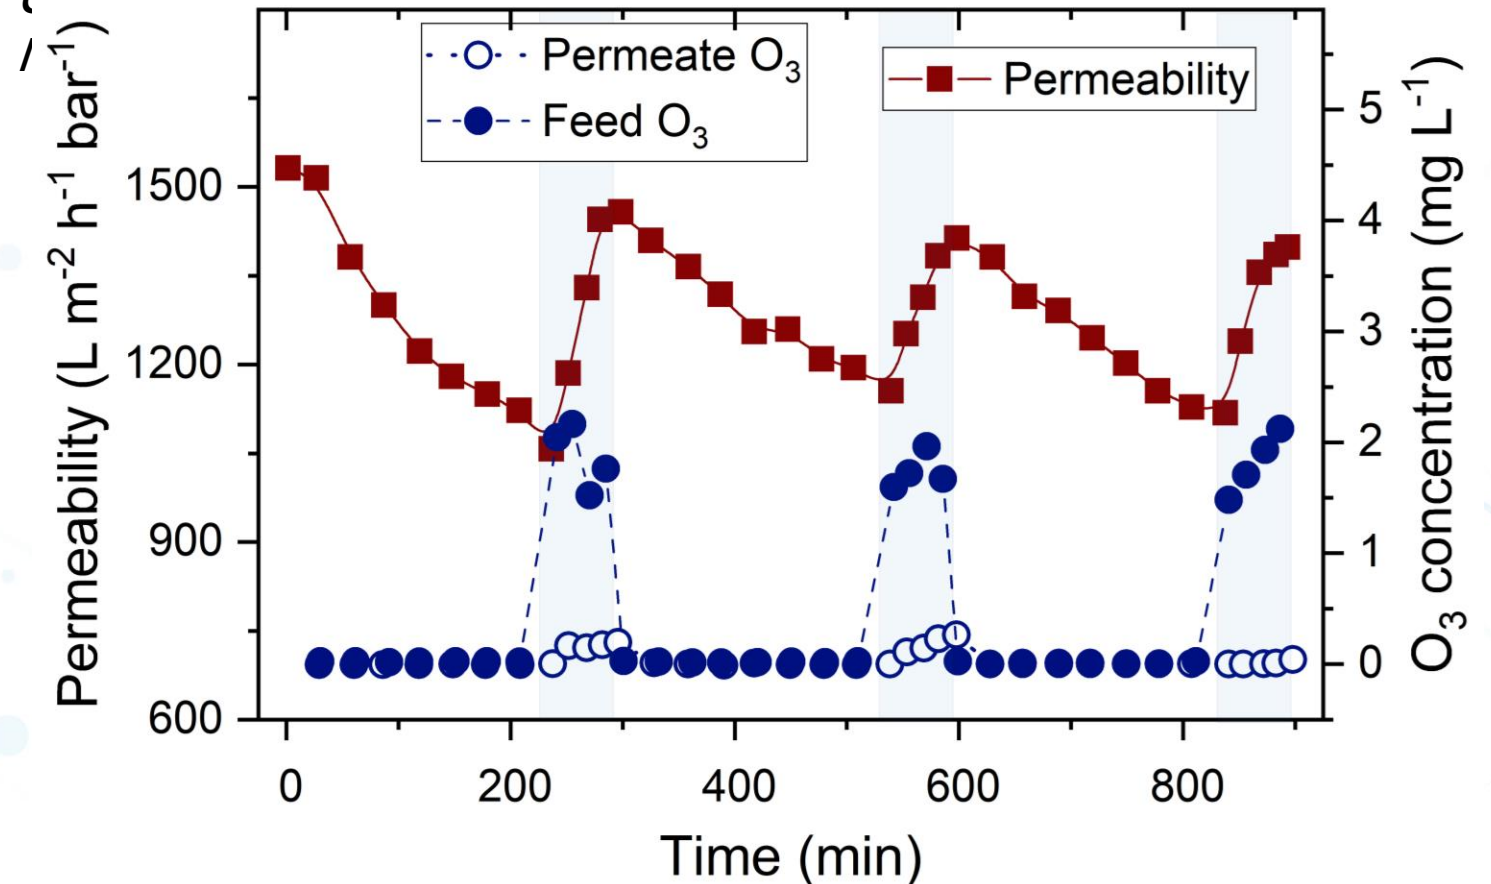 Permeate O₃
Feed O₃
Permeability
Permeability (L m⁻² h⁻¹ bar⁻¹)
1500
1200
900
600
O₃ concentration (mg L⁻¹)
5
4
3
2
1
0
0 200 400 600 800
Time (min)